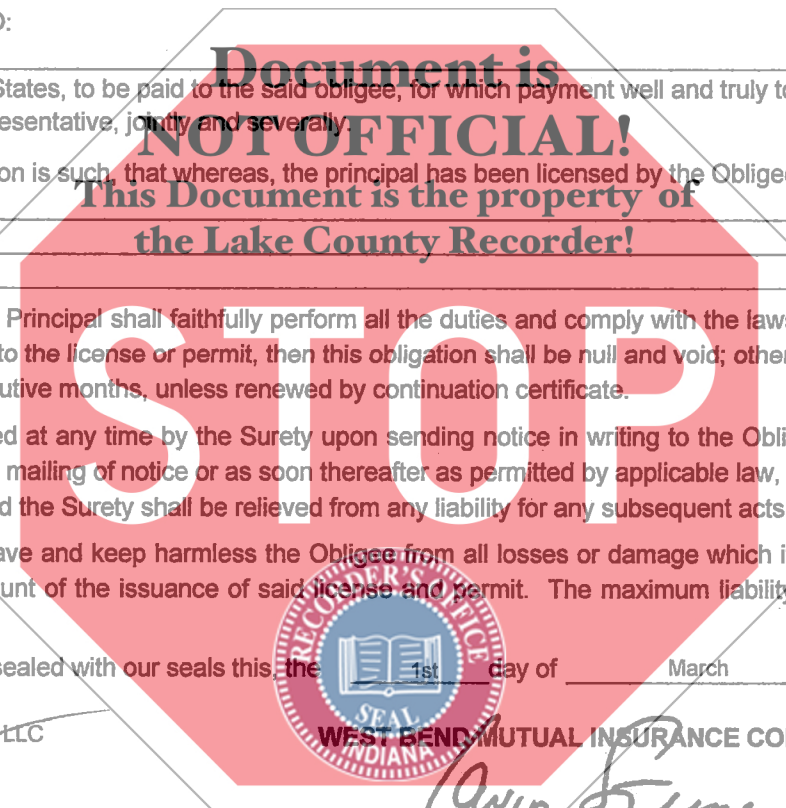 D:
Document is
States, to be paid to the said obligee, for which payment well and truly to
esentative, jointly and severally.
NOT OFFICIAL!
on is such, that whereas, the principal has been licensed by the Obligee
This Document is the property of
the Lake County Recorder!
STOP
Principal shall faithfully perform all the duties and comply with the laws
to the license or permit, then this obligation shall be null and void; other
utive months, unless renewed by continuation certificate.
ed at any time by the Surety upon sending notice in writing to the Obli
mailing of notice or as soon thereafter as permitted by applicable law,
d the Surety shall be relieved from any liability for any subsequent acts
ave and keep harmless the Obligee from all losses or damage which i
unt of the issuance of said license and permit. The maximum liability
RECORDER'S OFFICE
SEAL
INDIANA
sealed with our seals this, the 1st day of March
LLC
WEST BEND MUTUAL INSURANCE CO